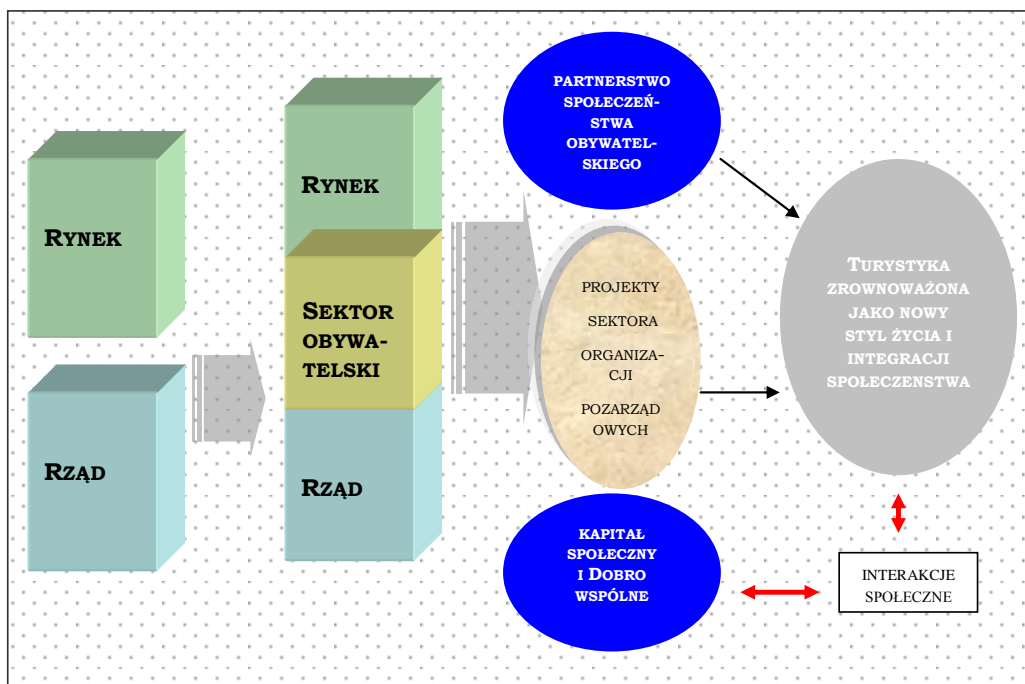 RYNEK
RZĄD
RYNEK
SEKTOR
OBYWA-
TELSKI
RZĄD
PARTNERSTWO
SPOŁECZEŃ-
STWA
OBYWATEL-
SKIEGO
PROJEKTY
SEKTORA
ORGANIZA-
CJI
POZARZĄD
OWYCH
KAPITAŁ
SPOŁECZNY
I DOBRO
WSPÓLNE
TURYSTYKA
ZROWNOWAŻONA
JAKO NOWY
STYL ŻYCIA I
INTEGRACJI
SPOŁECZENSTWA
INTERAKCJE
SPOŁECZNE